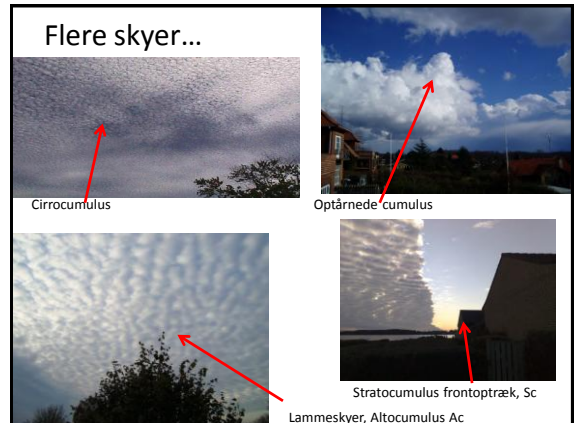 Flere skyer...
Cirrocumulus
Optårnede cumulus
Stratocumulus frontoptræk, Sc
Lammeskyer, Altocumulus Ac